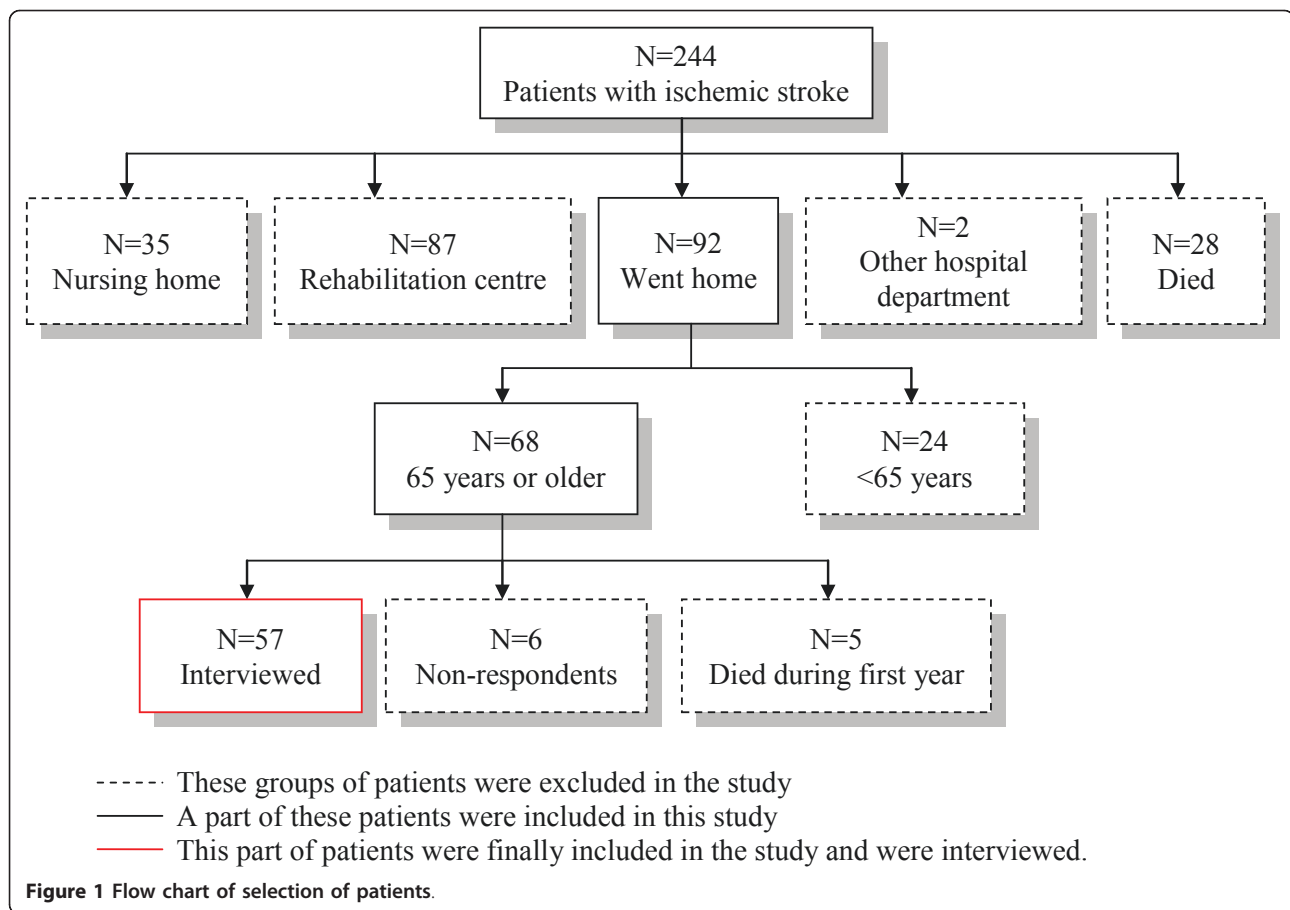 N=244
Patients with ischemic stroke
N=35
Nursing home
N=87
Rehabilitation centre
N=92
Went home
N=2
Other hospital
department
N=28
Died
N=68
65 years or older
N=24
<65 years
N=57
Interviewed
N=6
Non-respondents
N=5
Died during first year
These groups of patients were excluded in the study
A part of these patients were included in this study
This part of patients were finally included in the study and were interviewed.
Figure 1 Flow chart of selection of patients.